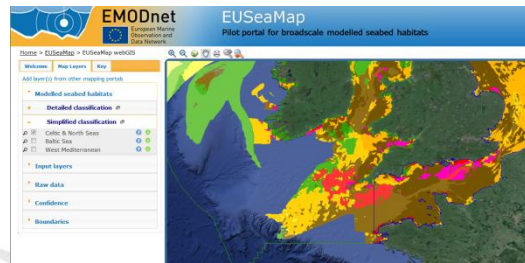 EMODnet
European Marine
Observation and
Data Network
EUSeaMap
Pilot portal for broadscale modelled seabed habitats
Home > EUSeaMap > EUSeaMap webGIS
Welcome
Map Layers
Key
Add layer(s) from other mapping portals
Modelled seabed habitats
Detailed classification
Simplified classification
Celtic & North Seas
Baltic Sea
West Mediterranean
Input layers
Raw data
Confidence
Boundaries